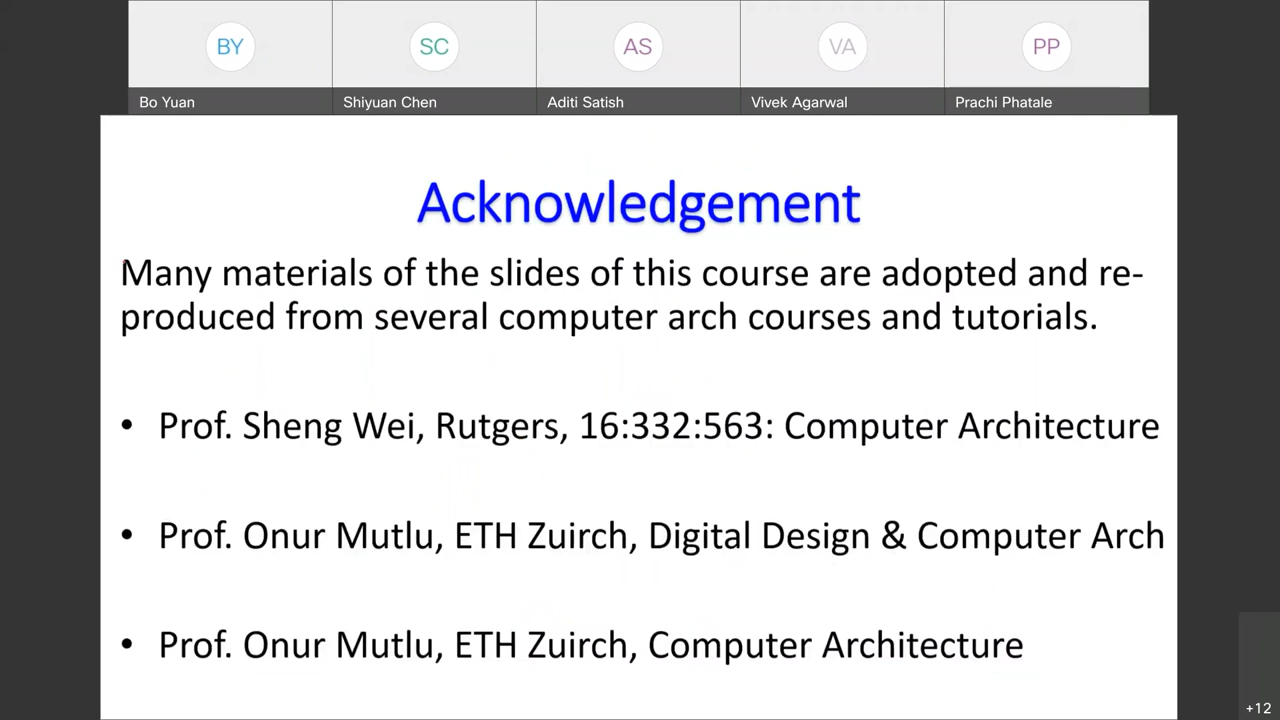 BY SC AS VA PP
Bo Yuan Shiyuan Chen Aditi Satish Vivek Agarwal Prachi Phatale
Acknowledgement
Many materials of the slides of this course are adopted and re-
produced from several computer arch courses and tutorials.
• Prof. Sheng Wei, Rutgers, 16:332:563: Computer Architecture
• Prof. Onur Mutlu, ETH Zuirch, Digital Design & Computer Arch
• Prof. Onur Mutlu, ETH Zuirch, Computer Architecture
+12